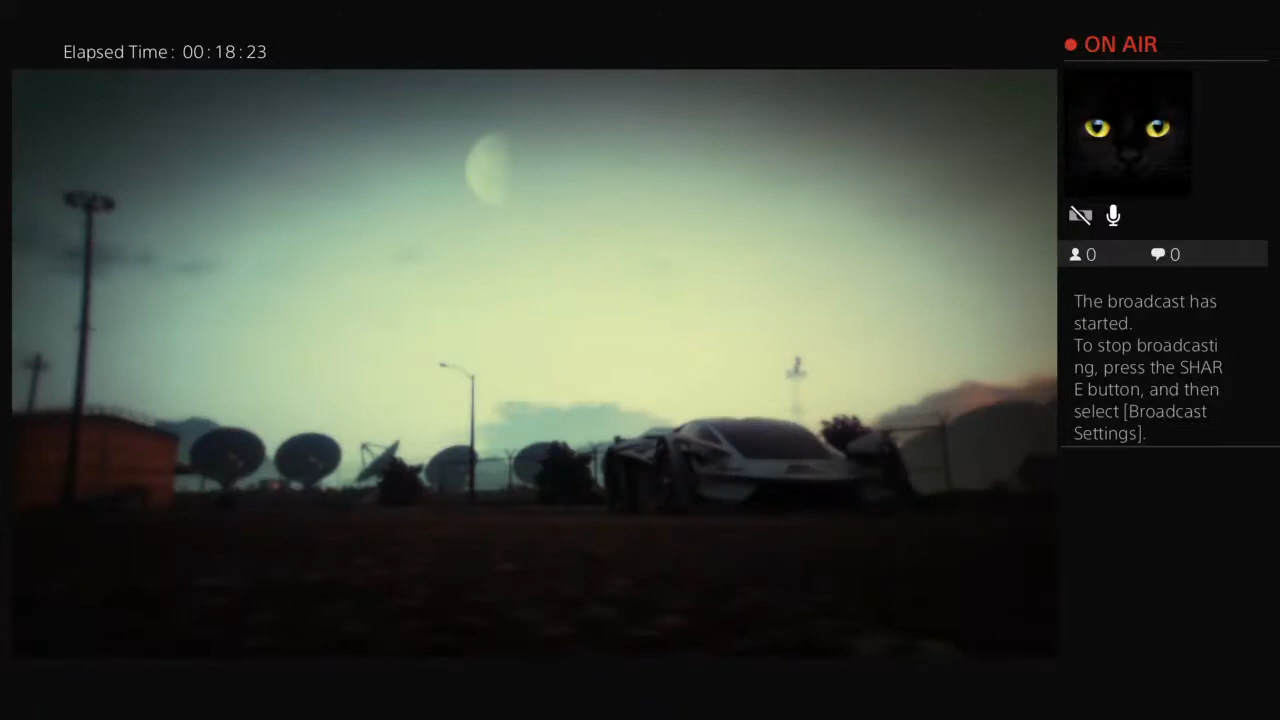 Elapsed Time: 00:18:23
ON AIR
0 0
The broadcast has
started.
To stop broadcasti
ng, press the SHAR
E button, and then
select [Broadcast
Settings].